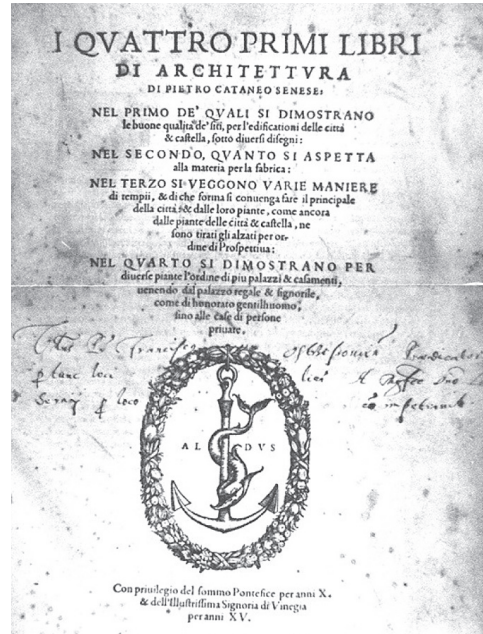 I QVATTRO PRIMI LIBRI
DI ARCHITETTVRA
DI PIETRO CATANEO SENESE:
NEL PRIMO DE' QVALI SI DIMOSTRANO
le buone qualita de' siti, per l'edificationi delle città
& castella, sotto diuersi disegni:
NEL SECONDO, QVANTO SI ASPETTA
alla materia per la fabrica:
NEL TERZO SI VEGGONO VARIE MANIERE
di tempii, & di che forma si conuenga fare il principale
della città: & dalle loro piante, come ancora
dalle piante delle città & castella, ne
sono tirati gli alzati per or-
dine di Prospettiua:
NEL QVARTO SI DIMOSTRANO PER
diuerse piante l'ordine di piu palazzi & casamenti,
uenendo dal palazzo regale & signorile,
come di honorato gentilhuomo,
sino alle case di persone
priuate.
loco
AL DVS
Con priuilegio del sommo Pontefice per anni X.
& dell'Illustrissima Signoria di Vinegia
per anni XV.